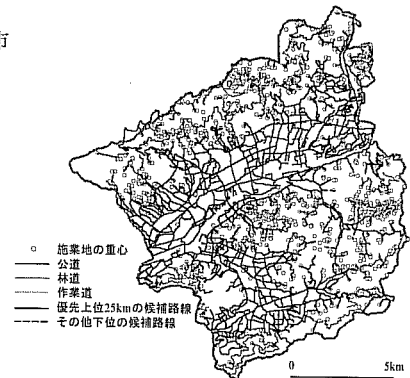 市
施業地の重心
公道
林道
作業道
優先上位25kmの候補路線
その他下位の候補路線
0 5km